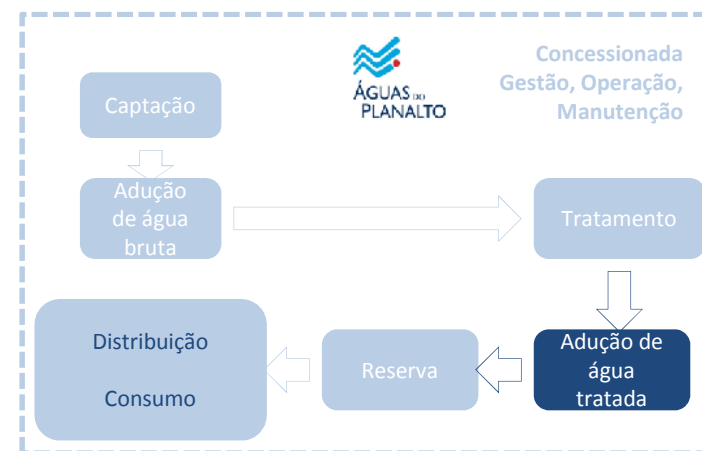 Concessionada
Gestão, Operação,
Manutenção
ÁGUAS DO
PLANALTO
Captação
Adução
de água
bruta
Tratamento
Distribuição
Consumo
Reserva
Adução de
água
tratada